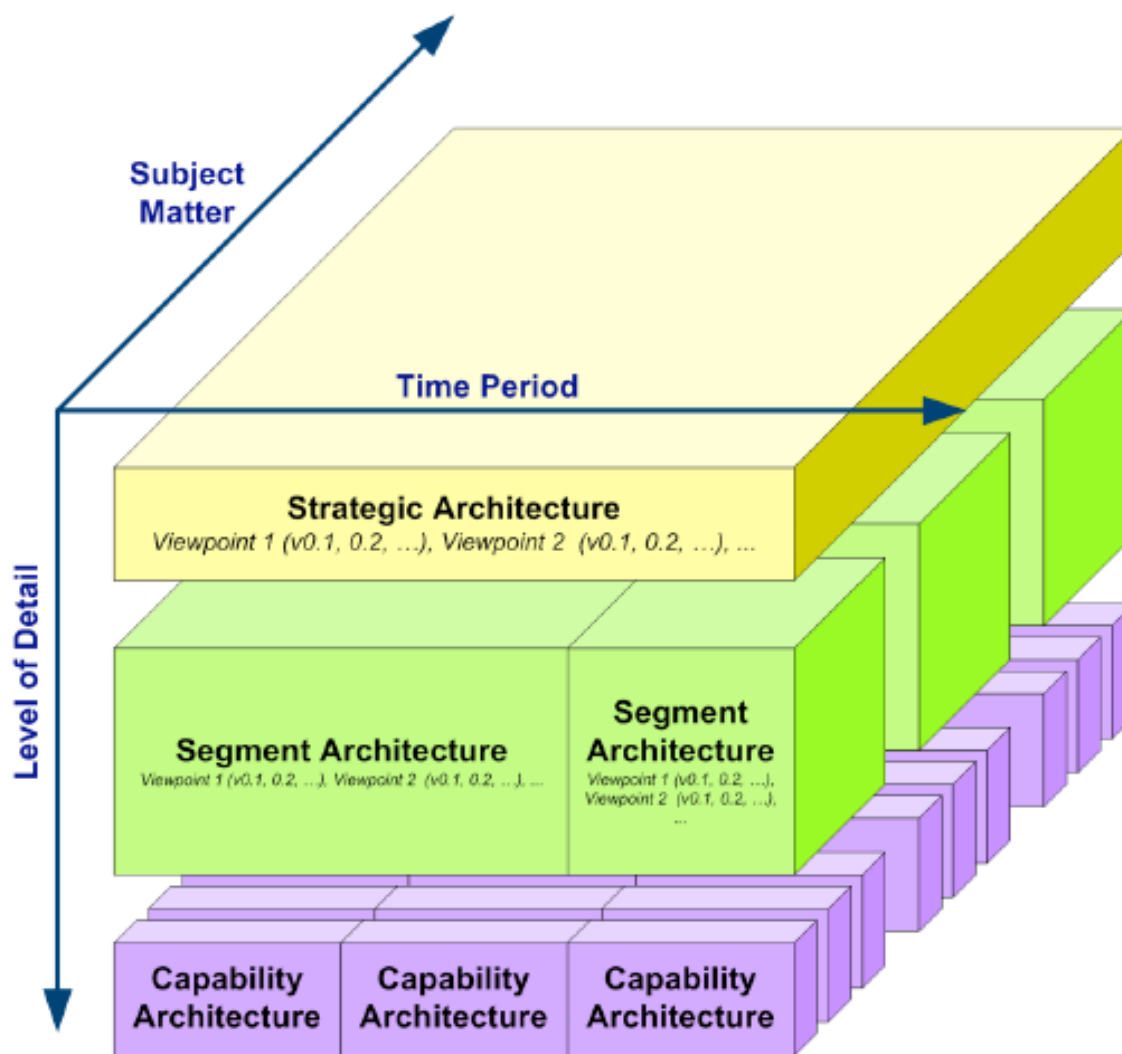 Subject
Matter
Time Period
Level of Detail
Strategic Architecture
Viewpoint 1 (v0.1, 0.2, …), Viewpoint 2  (v0.1, 0.2, …), ...
Segment Architecture
Viewpoint 1 (v0.1, 0.2, …), Viewpoint 2  (v0.1, 0.2, …), ...
Segment
Architecture
Viewpoint 1 (v0.1, 0.2, …),
Viewpoint 2  (v0.1, 0.2, …),
...
Capability
Architecture
Capability
Architecture
Capability
Architecture